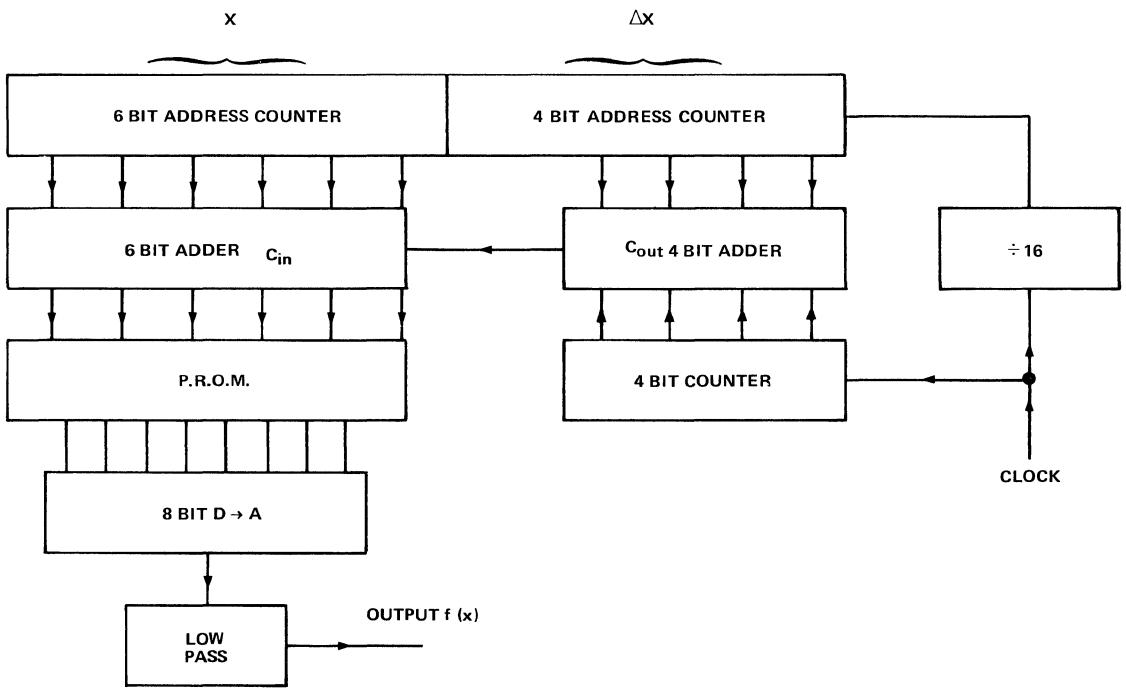 x Δx
6 BIT ADDRESS COUNTER 4 BIT ADDRESS COUNTER
6 BIT ADDER Cin
Cout 4 BIT ADDER
÷ 16
P.R.O.M.
4 BIT COUNTER
CLOCK
8 BIT D → A
OUTPUT f (x)
LOW
PASS